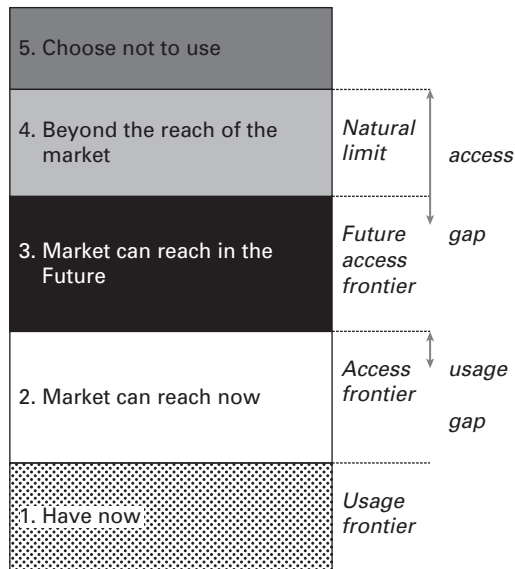 5. Choose not to use
4. Beyond the reach of the
market
Natural
limit
access
3. Market can reach in the
Future
Future
access
frontier
gap
2. Market can reach now
Access
frontier
usage
gap
1. Have now
Usage
frontier